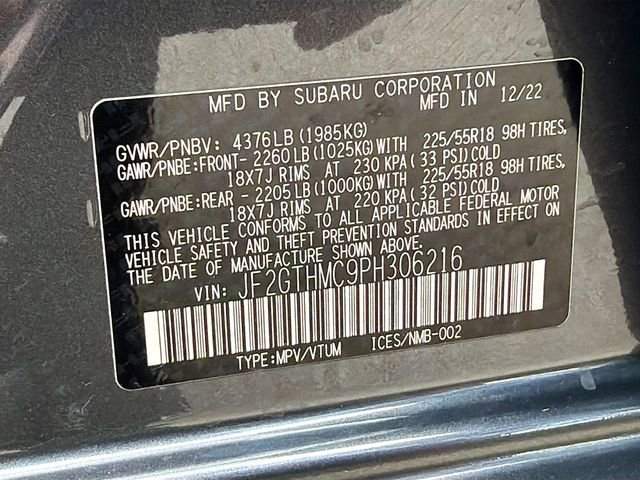 MFD BY SUBARU CORPORATION
MFD IN 12/22
GVWR/PNBV: 4376LB(1985KG)
GAWR/PNBE:FRONT- 2260LB(1025KG)WITH 225/55R18 98H TIRES,
18X7J RIMS AT 230 KPA(33 PSI)COLD
GAWR/PNBE:REAR - 2205LB(1000KG)WITH 225/55R18 98H TIRES,
18X7J RIMS AT 220 KPA(32 PSI)COLD
THIS VEHICLE CONFORMS TO ALL APPLICABLE FEDERAL MOTOR
VEHICLE SAFETY AND THEFT PREVENTION STANDARDS IN EFFECT ON
THE DATE OF MANUFACTURE SHOWN ABOVE.
VIN: JF2GTHMC9PH306216
TYPE:MPV/VTUM ICES/NMB-002